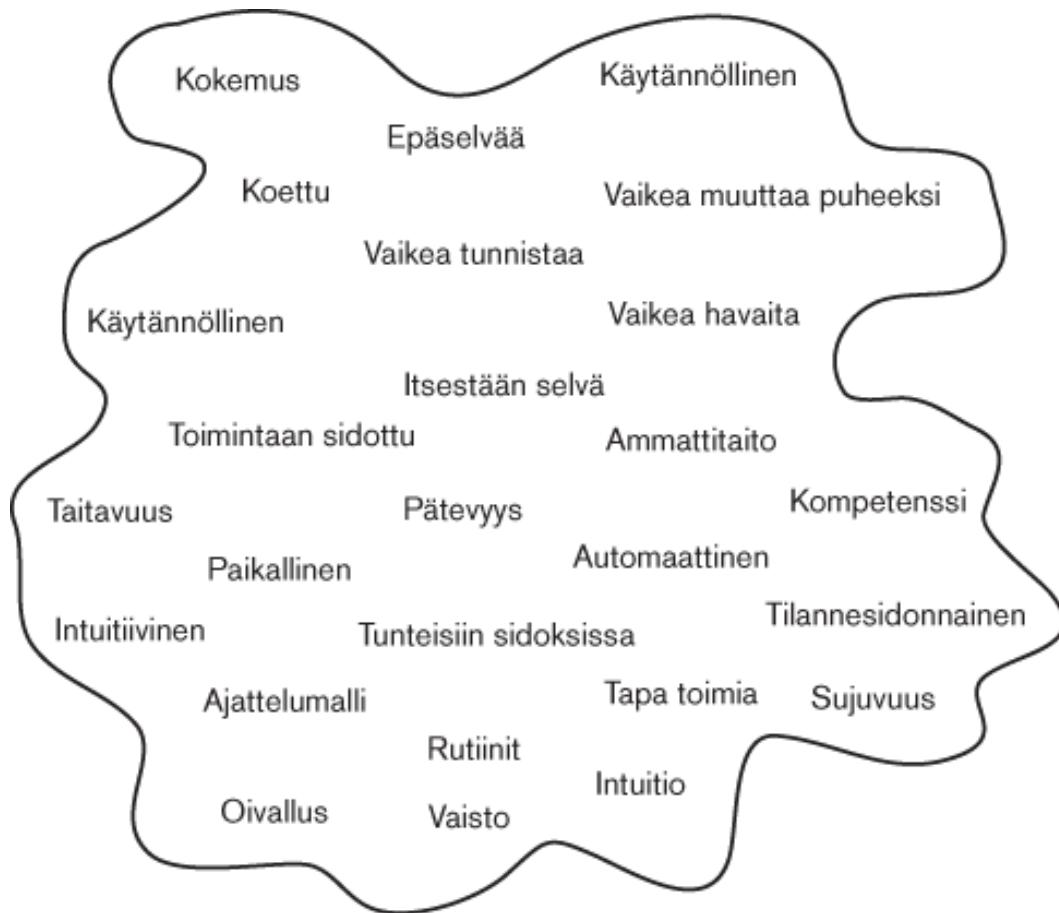 Kokemus
Käytännöllinen
Epäselvää
Koettu
Vaikea muuttaa puheeksi
Vaikea tunnistaa
Käytännöllinen
Vaikea havaita
Itsestään selvä
Toimintaan sidottu
Ammattitaito
Taitavuus
Pätevyys
Kompetenssi
Paikallinen
Automaattinen
Intuitiivinen
Tunteisiin sidoksissa
Tilannesidonnainen
Ajattelumalli
Tapa toimia
Sujuvuus
Rutiinit
Intuitio
Oivallus
Vaisto